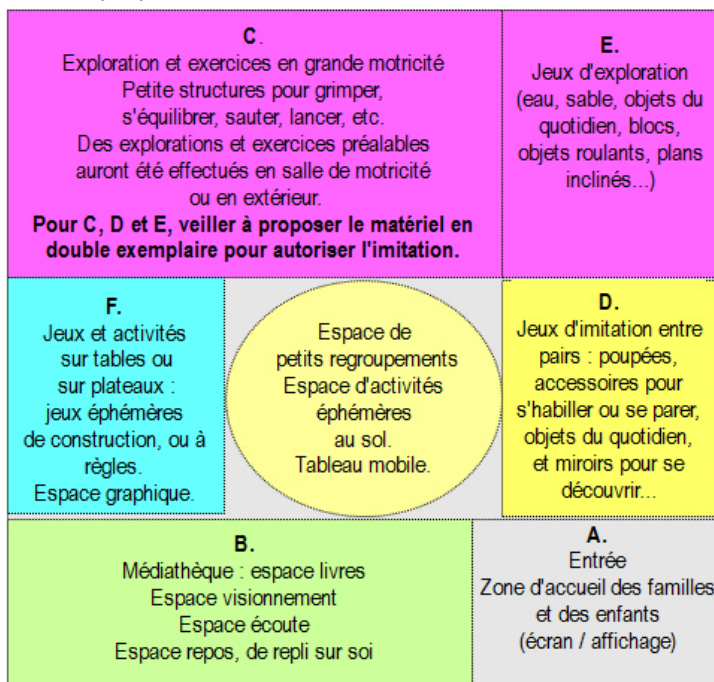 C.
Exploration et exercices en grande motricité
Petite structures pour grimper,
s'équilibrer, sauter, lancer, etc.
Des explorations et exercices préalables
auront été effectués en salle de motricité
ou en extérieur.
Pour C, D et E, veiller à proposer le matériel en
double exemplaire pour autoriser l'imitation.
E.
Jeux d'exploration
(eau, sable, objets du
quotidien, blocs,
objets roulants, plans
inclinés...)
F.
Jeux et activités
sur tables ou
sur plateaux :
jeux éphémères
de construction, ou à
règles.
Espace graphique.
Espace de
petits regroupements
Espace d'activités
éphémères
au sol.
Tableau mobile.
D.
Jeux d'imitation entre
pairs : poupées,
accessoires pour
s'habiller ou se parer,
objets du quotidien,
et miroirs pour se
découvrir...
B.
Médiathèque : espace livres
Espace visionnement
Espace écoute
Espace repos, de repli sur soi
A.
Entrée
Zone d'accueil des familles
et des enfants
(écran / affichage)